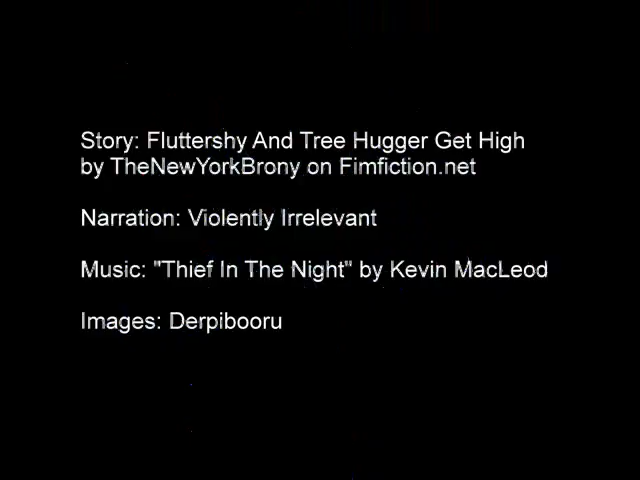 Story: Fluttershy And Tree Hugger Get High
by TheNewYorkBrony on Fimfiction.net
Narration: Violently Irrelevant
Music: "Thief In The Night" by Kevin MacLeod
Images: Derpibooru